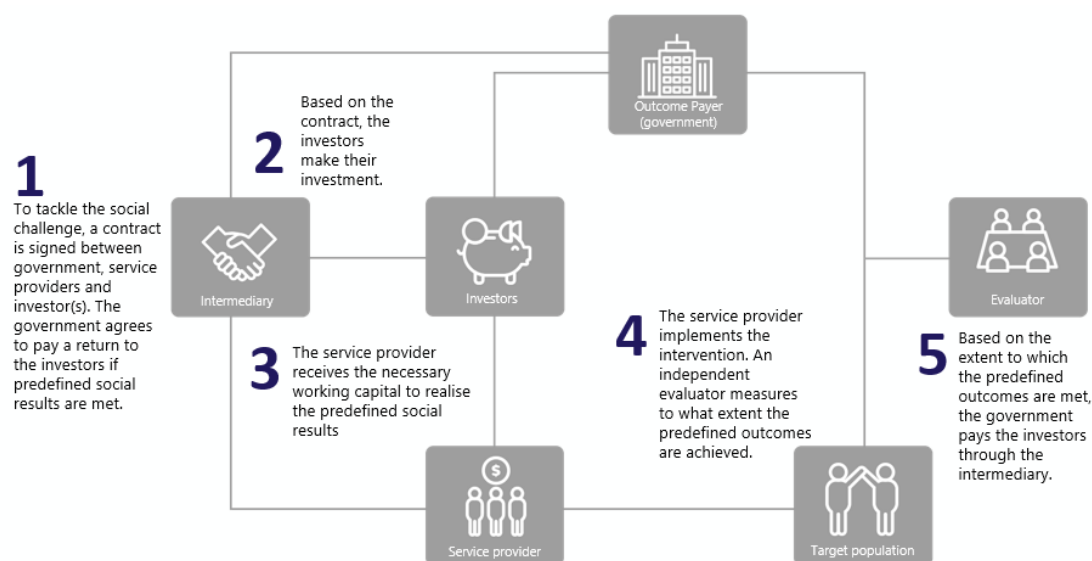 Outcome Payer
(government)
2
Based on the
contract, the
investors
make their
investment.
1
To tackle the social
challenge, a contract
is signed between
government, service
providers and
investor(s). The
government agrees
to pay a return to
the investors if
predefined social
results are met.
Intermediary
Investors
Evaluator
3
The service provider
receives the necessary
working capital to realise
the predefined social
results
4
The service provider
implements the
intervention. An
independent
evaluator measures
to what extent the
predefined outcomes
are achieved.
5
Based on the
extent to which
the predefined
outcomes are met,
the government
pays the investors
through the
intermediary.
$
Service provider
Target population